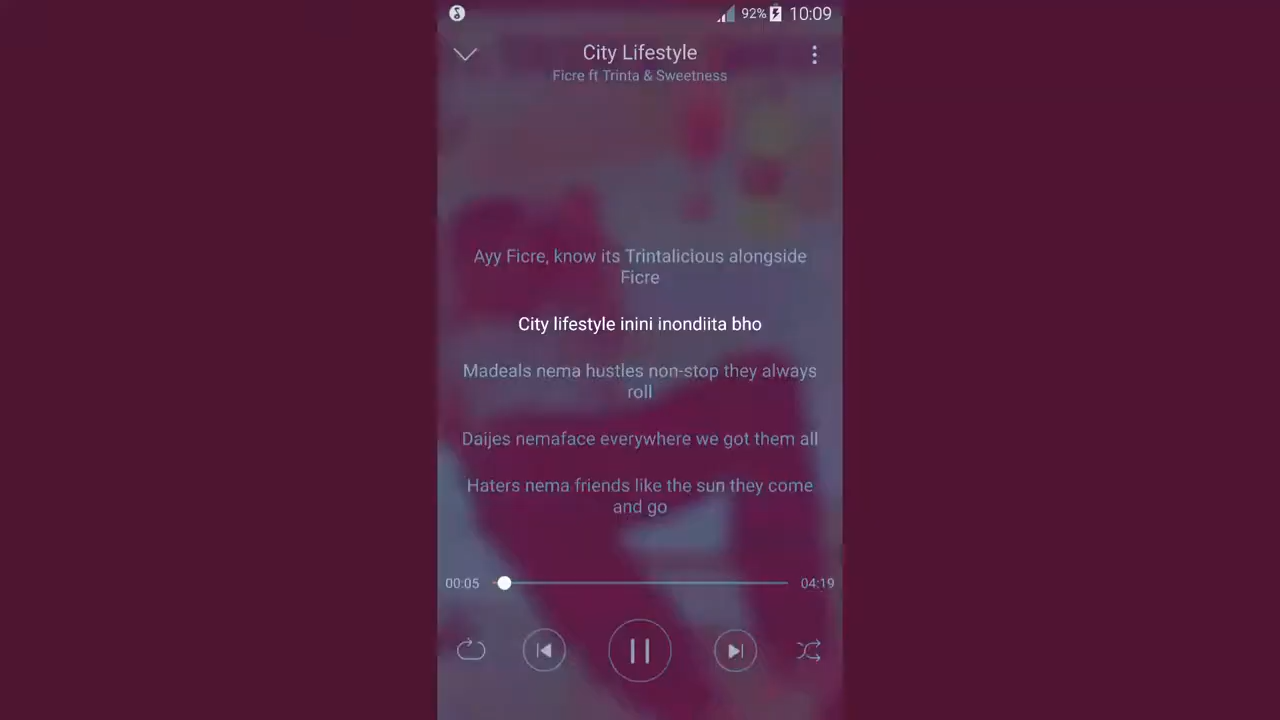 92% 10:09
City Lifestyle
Ficre ft Trinta & Sweetness
Ayy Ficre, know its Trintalicious alongside
Ficre
City lifestyle inini inondiita bho
Madeals nema hustles non-stop they always
roll
Daijes nemaface everywhere we got them all
Haters nema friends like the sun they come
and go
00:05 04:19